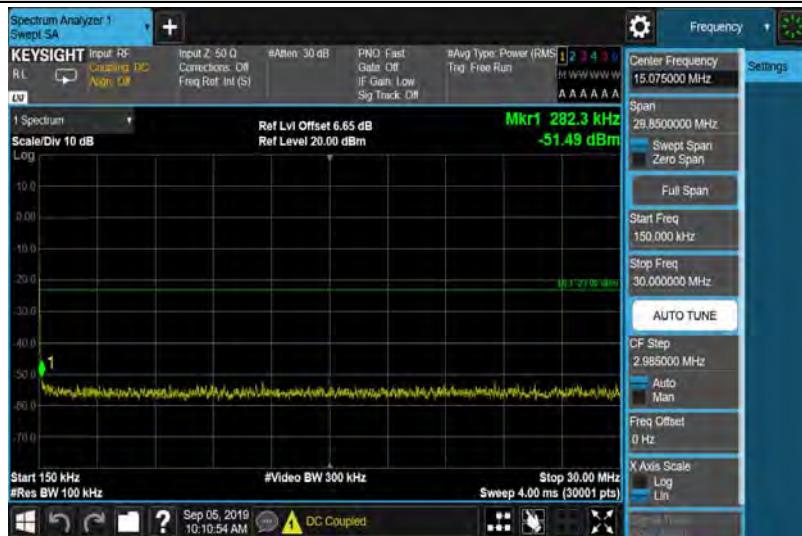 Spectrum Analyzer 1
Swept SA
+
Frequency
KEYSIGHT
RL
LXI
Input: RF
Coupling: DC
Align: Off
Input Z: 50 Ω
Corrections: Off
Freq Ref: Int (S)
#Atten: 30 dB
PNO: Fast
Gate: Off
IF Gain: Low
Sig Track: Off
#Avg Type: Power (RMS
Trig: Free Run
1 2 3 4 5 6
M W W W W W
A A A A A A
1 Spectrum
Scale/Div 10 dB
Log
Ref Lvl Offset 6.65 dB
Ref Level 20.00 dBm
Mkr1 282.3 kHz
-51.49 dBm
10.0
0.00
-10.0
-20.0
-30.0
-40.0
-50.0
-60.0
-70.0
1
Start 150 kHz
#Res BW 100 kHz
#Video BW 300 kHz
Stop 30.00 MHz
Sweep 4.00 ms (30001 pts)
Center Frequency
15.075000 MHz
Settings
Span
29.8500000 MHz
Swept Span
Zero Span
Full Span
Start Freq
150.000 kHz
Stop Freq
30.000000 MHz
AUTO TUNE
CF Step
2.985000 MHz
Auto
Man
Freq Offset
0 Hz
X Axis Scale
Log
Lin
?
Sep 05, 2019
10:10:54 AM
1
DC Coupled